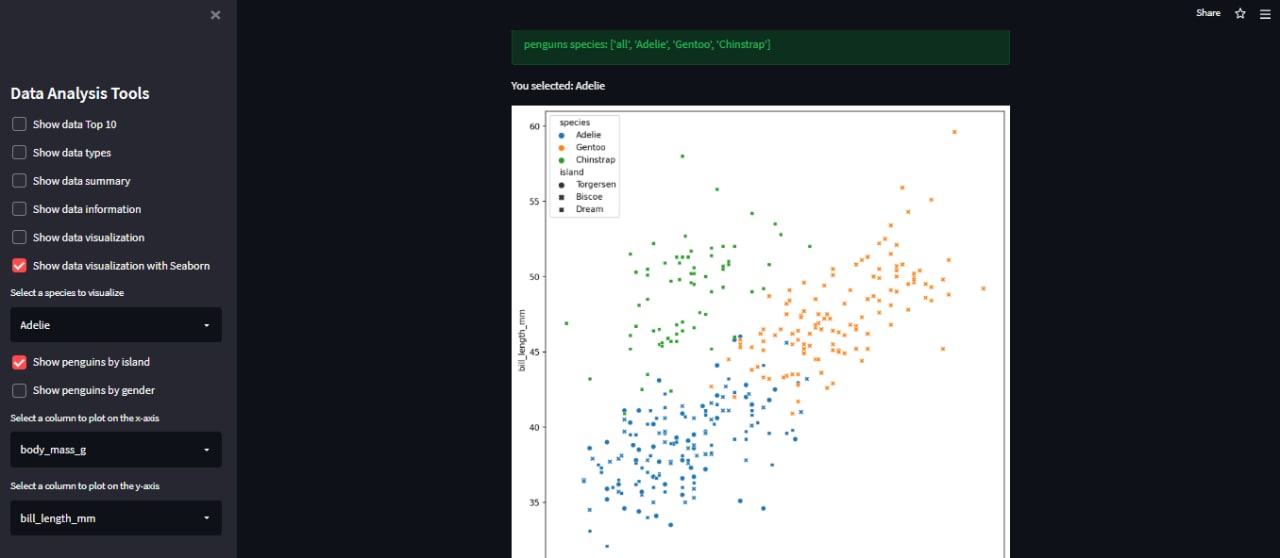 Share
penguins species: ['all', 'Adelie', 'Gentoo', 'Chinstrap']
You selected: Adelie
Data Analysis Tools
Show data Top 10
Show data types
Show data summary
Show data information
Show data visualization
Show data visualization with Seaborn
Select a species to visualize
Adelie
Show penguins by island
Show penguins by gender
Select a column to plot on the x-axis
body_mass_g
Select a column to plot on the y-axis
bill_length_mm
species
Adelie
Gentoo
Chinstrap
island
Torgersen
Biscoe
Dream
60
55
50
45
40
35
bill_length_mm